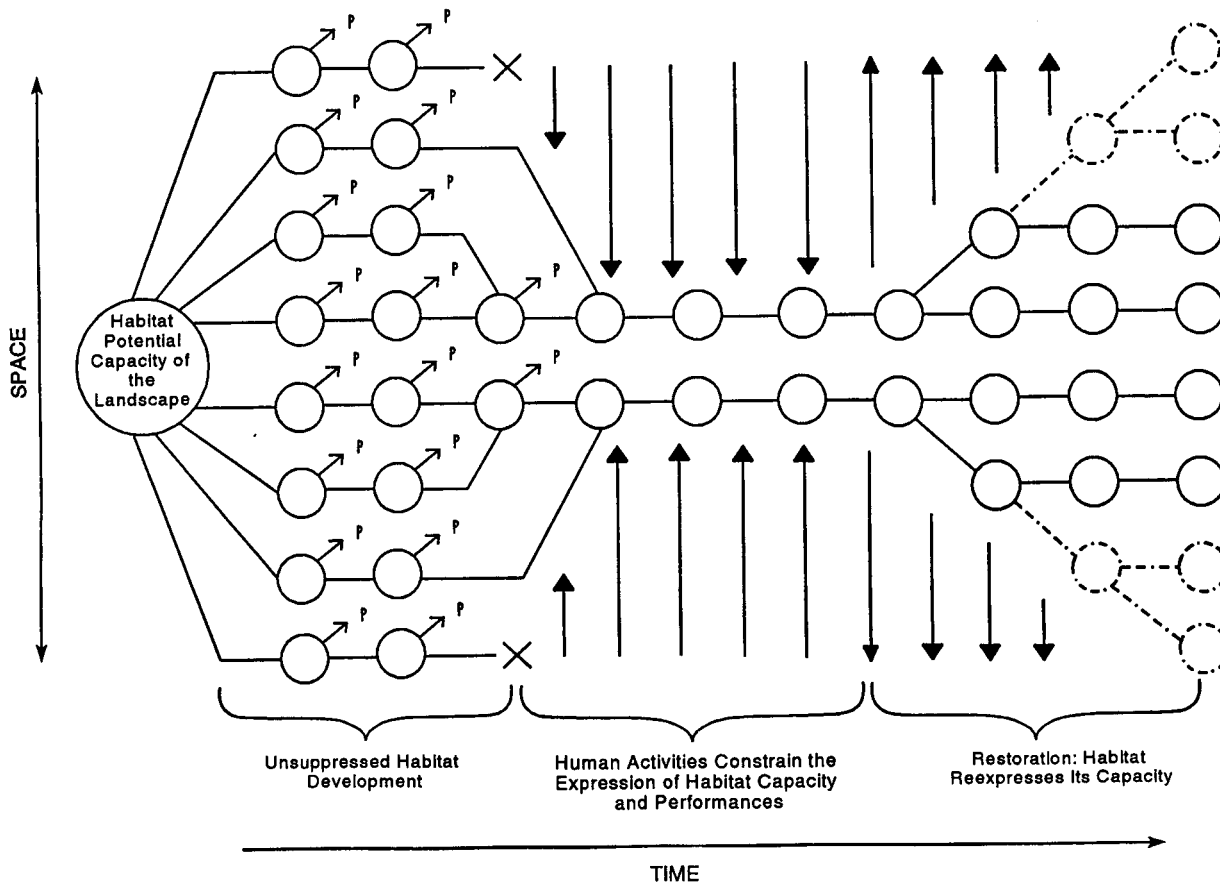 P P
P P
P P
P P P
Habitat
Potential
Capacity of
the
Landscape
SPACE
P P P
P P
P P
P P
Unsuppressed Habitat
Development
Human Activities Constrain the
Expression of Habitat Capacity
and Performances
Restoration: Habitat
Reexpresses Its Capacity
TIME